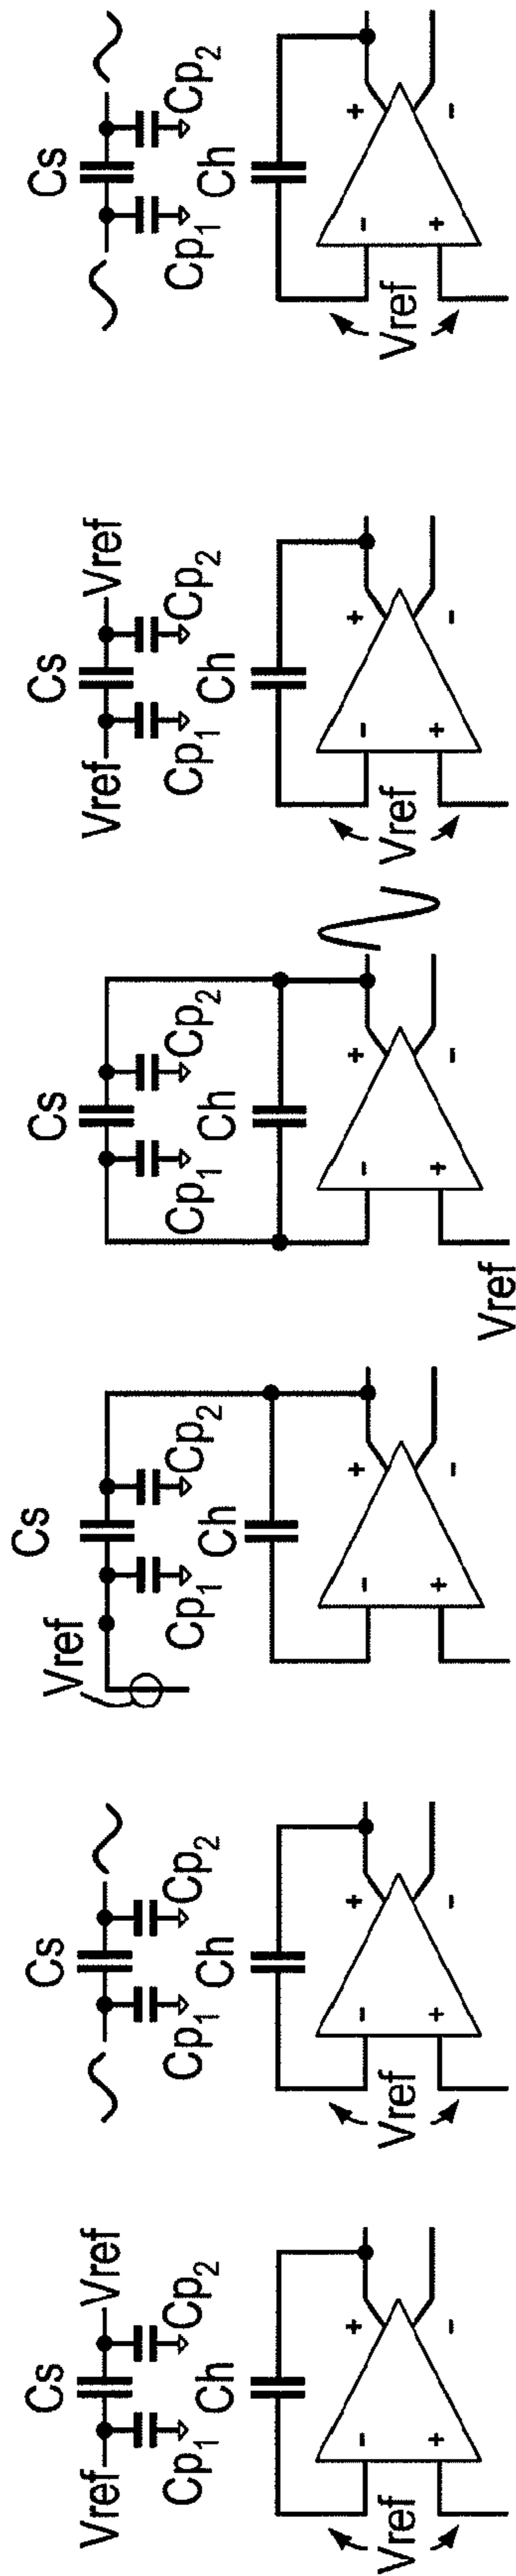 Vref Cs Vref
Cp1 Cp2
Ch
- +
+ -
Vref
Cs
Cp1 Cp2
Ch
- +
+ -
Vref
Vref Cs
Cp1 Cp2
Ch
- +
+ -
Cs
Cp1 Cp2
Ch
- +
+ -
Vref
Vref Cs Vref
Cp1 Cp2
Ch
- +
+ -
Vref
Cs
Cp1 Cp2
Ch
- +
+ -
Vref